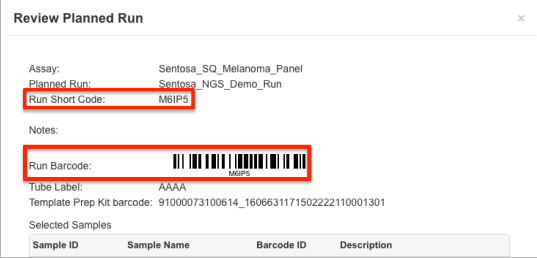 Review Planned Run ×
Assay: Sentosa_SQ_Melanoma_Panel
Planned Run: Sentosa_NGS_Demo_Run
Run Short Code: M6IP5
Notes:
Run Barcode:
M6IP5
Tube Label: AAAA
Template Prep Kit barcode: 91000073100614_1606631171502222110001301
Selected Samples
Sample ID Sample Name Barcode ID Description